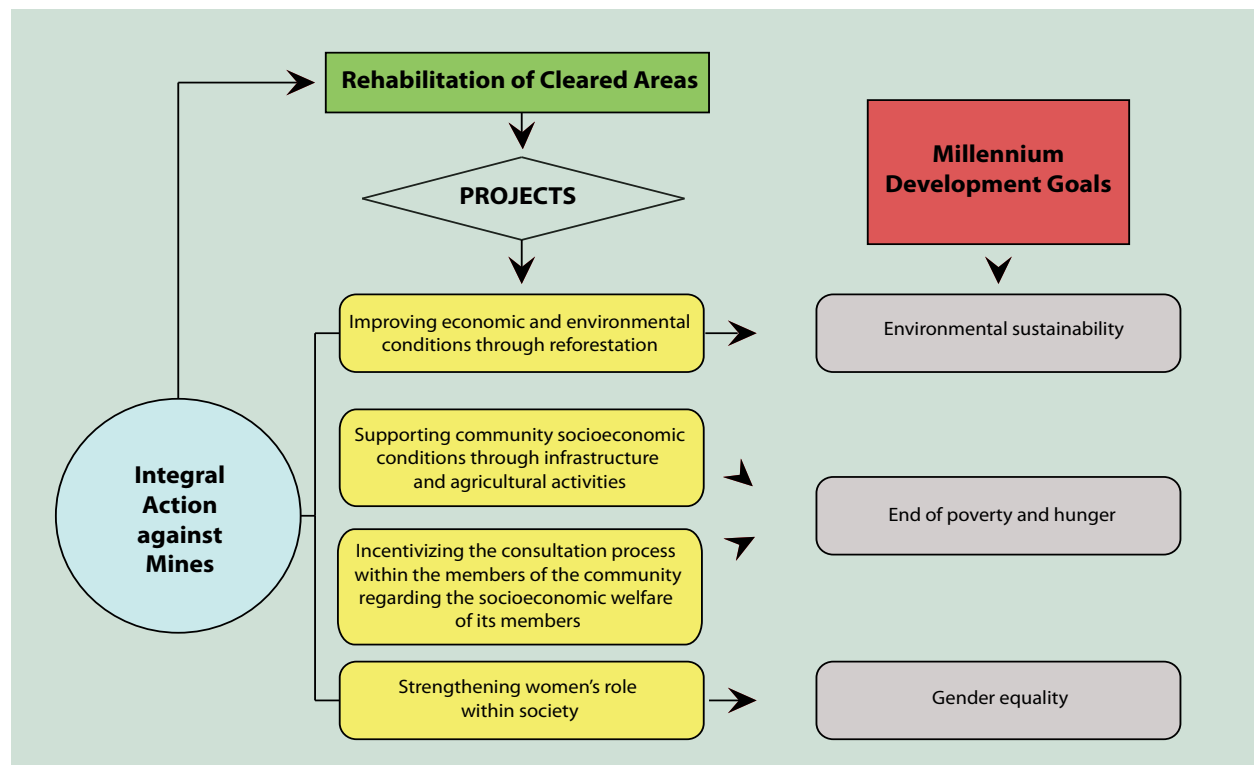 Rehabilitation of Cleared Areas
PROJECTS
Millennium
Development Goals
Integral
Action
against
Mines
Improving economic and environmental
conditions through reforestation
Environmental sustainability
Supporting community socioeconomic
conditions through infrastructure
and agricultural activities
Incentivizing the consultation process
within the members of the community
regarding the socioeconomic welfare
of its members
End of poverty and hunger
Strengthening women’s role
within society
Gender equality